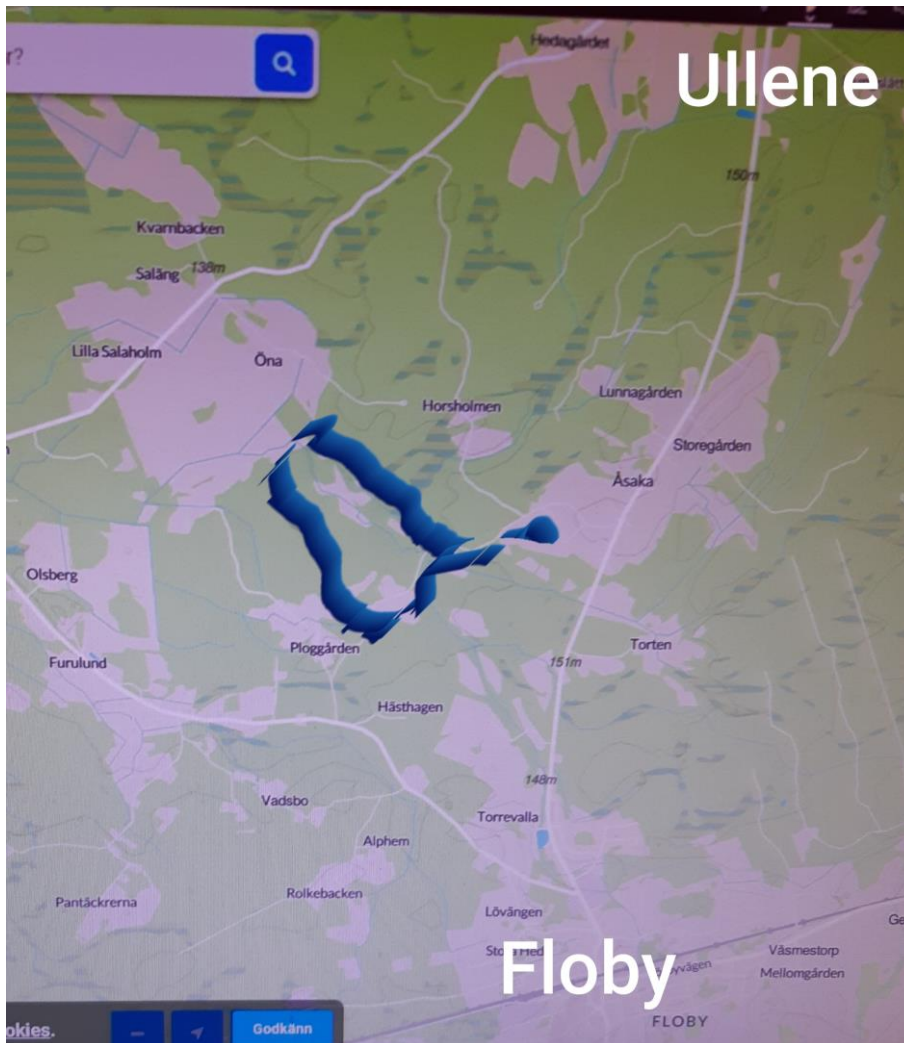 r?
Hedagårdet
Ullene
150m
Kvarnbacken
Saläng 138m
Lilla Salaholm
Öna
Lunnagården
Horsholmen
Storegården
Åsaka
Olsberg
Ploggården
Torten
Furulund
151m
Hästhagen
148m
Vadsbo
Torrevalla
Alphem
Rolkebacken
Pantäckrerna
Lövängen
Ge
Floby
Våsmestorp
Mellomgården
FLOBY
okies.
Godkänn